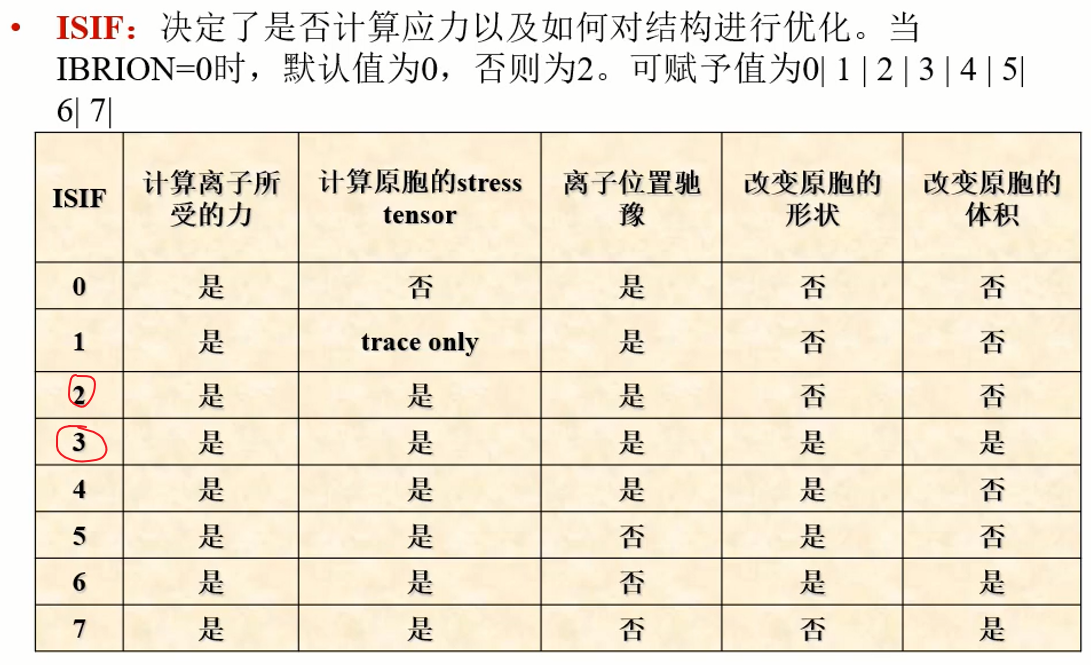 • ISIF：决定了是否计算应力以及如何对结构进行优化。当
IBRION=0时，默认值为0，否则为2。可赋予值为0| 1 | 2 | 3 | 4 | 5|
6| 7|
ISIF 计算离子所受的力 计算原胞的stress tensor 离子位置驰豫 改变原胞的形状 改变原胞的体积
0 是 否 是 否 否
1 是 trace only 是 否 否
2 是 是 是 否 否
3 是 是 是 是 是
4 是 是 是 是 否
5 是 是 否 是 否
6 是 是 否 是 是
7 是 是 否 否 是